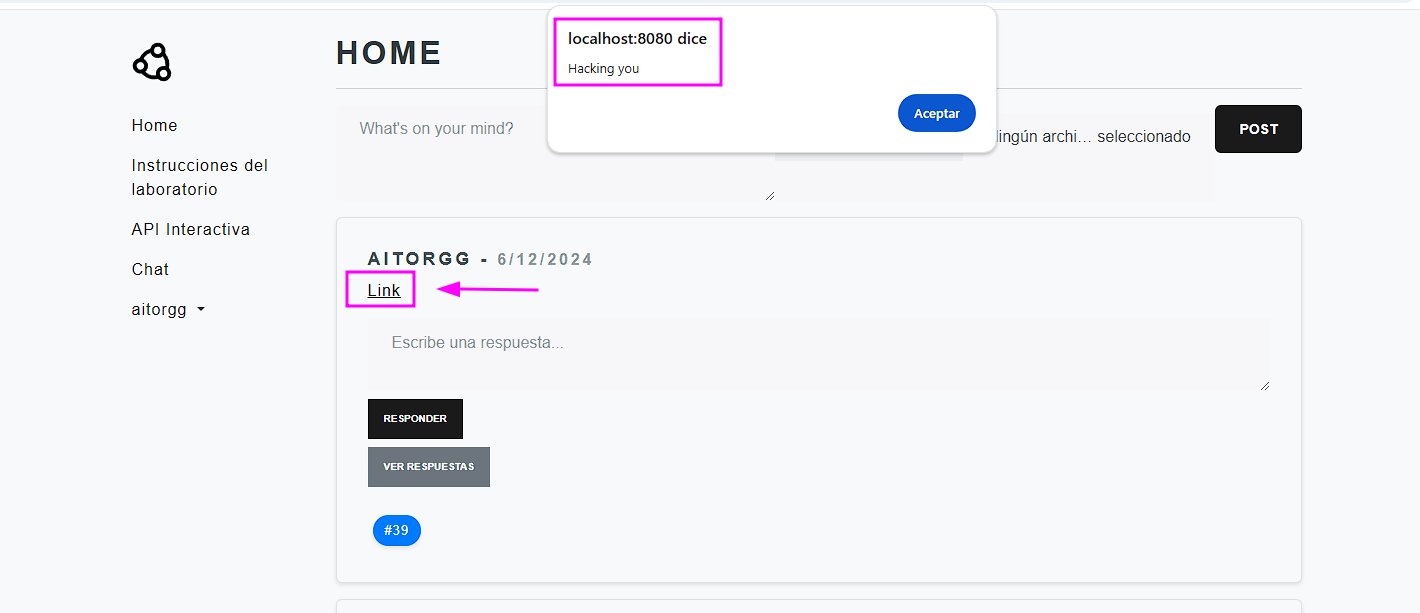 localhost:8080 dice
Hacking you
Aceptar
HOME
What's on your mind?
ingún archi… seleccionado
POST
Home
Instrucciones del
laboratorio
API Interactiva
Chat
aitorgg
AITORGG - 6/12/2024
Link
Escribe una respuesta...
RESPONDER
VER RESPUESTAS
#39